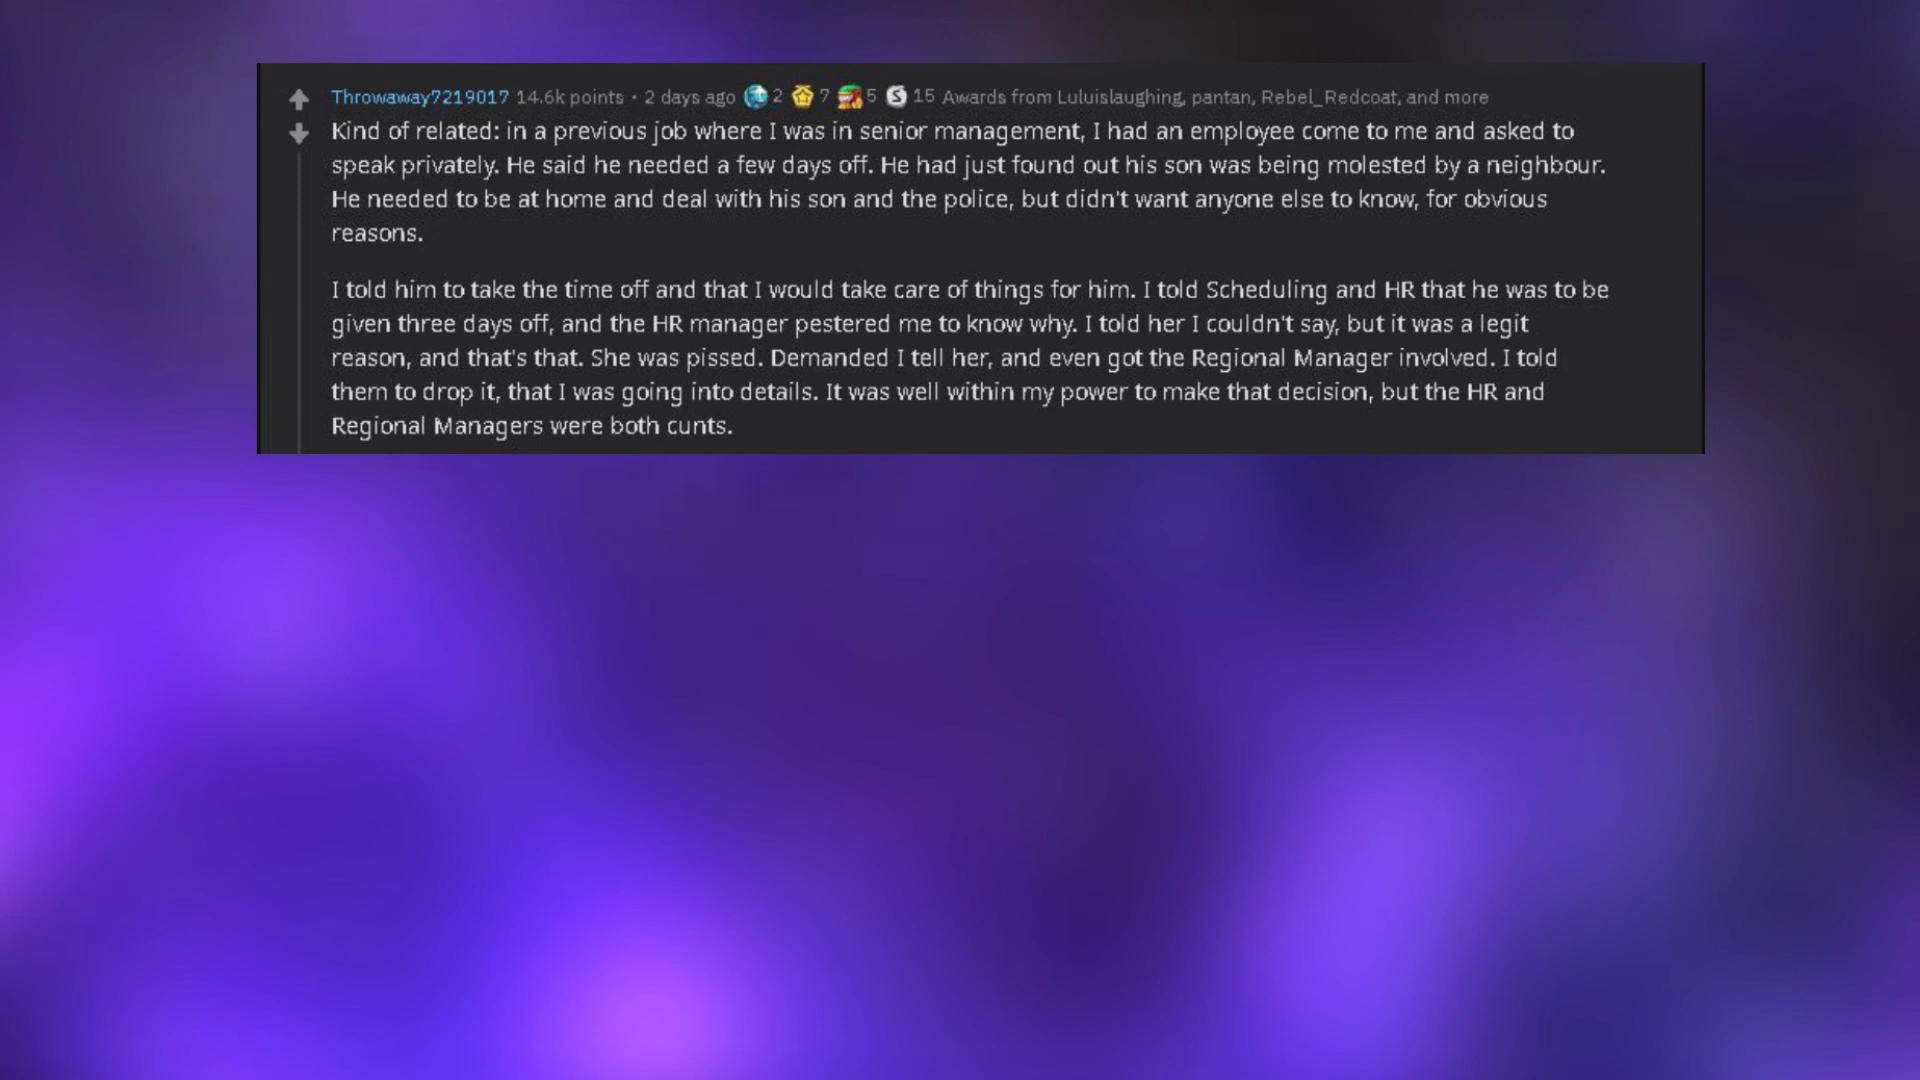 Throwaway7219017 14.6k points · 2 days ago 2 7 5 S 15 Awards from Luluislaughing, pantan, Rebel_Redcoat, and more
Kind of related: in a previous job where I was in senior management, I had an employee come to me and asked to
speak privately. He said he needed a few days off. He had just found out his son was being molested by a neighbour.
He needed to be at home and deal with his son and the police, but didn't want anyone else to know, for obvious
reasons.
I told him to take the time off and that I would take care of things for him. I told Scheduling and HR that he was to be
given three days off, and the HR manager pestered me to know why. I told her I couldn't say, but it was a legit
reason, and that's that. She was pissed. Demanded I tell her, and even got the Regional Manager involved. I told
them to drop it, that I was going into details. It was well within my power to make that decision, but the HR and
Regional Managers were both cunts.